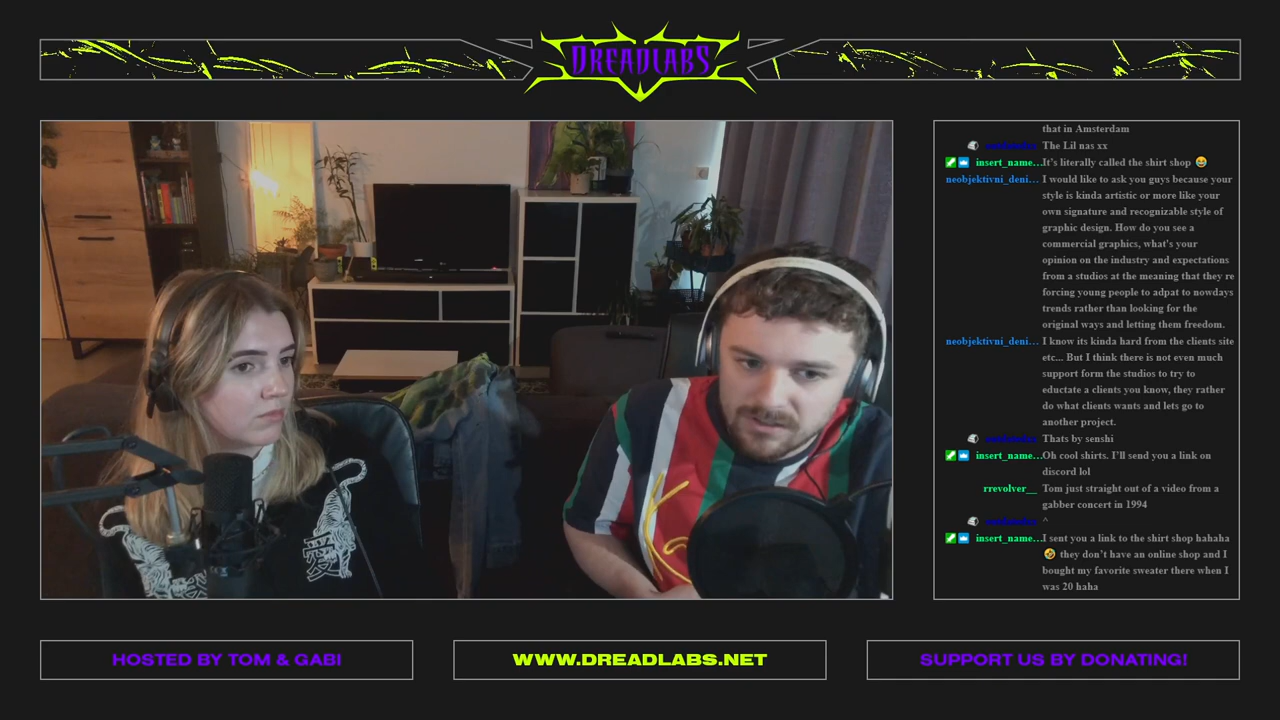 DREADLABS
that in Amsterdam
The Lil nas xx
insert_name... It's literally called the shirt shop 😂
neobjektivni_deni... I would like to ask you guys because your
style is kinda artistic or more like your
own signature and recognizable style of
graphic design. How do you see a
commercial graphics, what's your
opinion on the industry and expectations
from a studios at the meaning that they re
forcing young people to adpat to nowdays
trends rather than looking for the
original ways and letting them freedom.
neobjektivni_deni... I know its kinda hard from the clients site
etc... But I think there is not even much
support form the studios to try to
eductate a clients you know, they rather
do what clients wants and lets go to
another project.
Thats by senshi
insert_name... Oh cool shirts. I'll send you a link on
discord lol
rrevolver__ Tom just straight out of a video from a
gabber concert in 1994
^
insert_name... I sent you a link to the shirt shop hahaha
🤣 they don't have an online shop and I
bought my favorite sweater there when I
was 20 haha
HOSTED BY TOM & GABI
WWW.DREADLABS.NET
SUPPORT US BY DONATING!